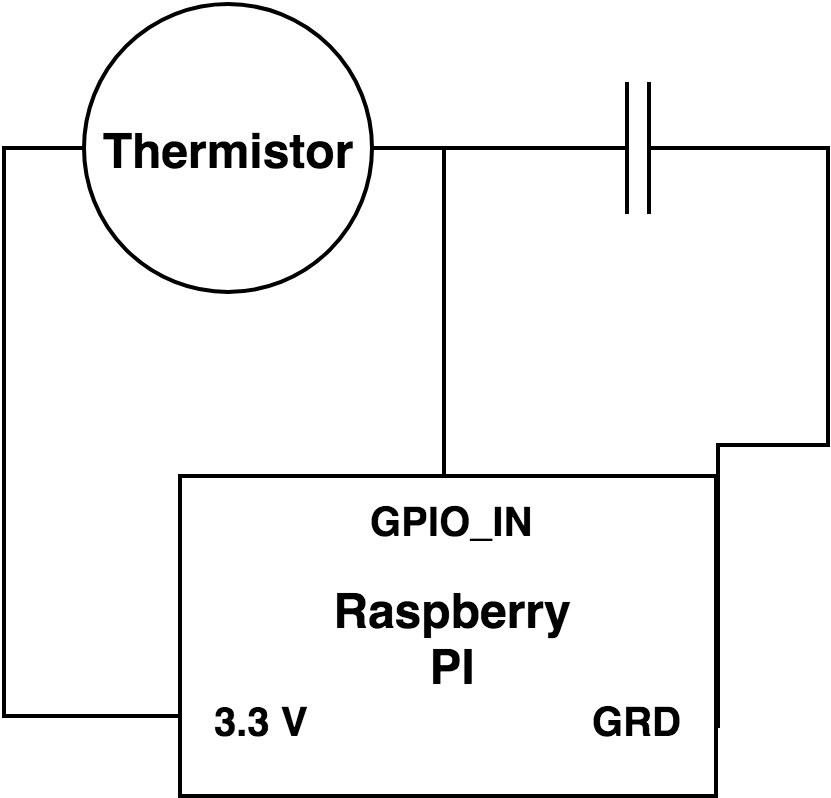 Thermistor
GPIO_IN
Raspberry
PI
3.3 V
GRD